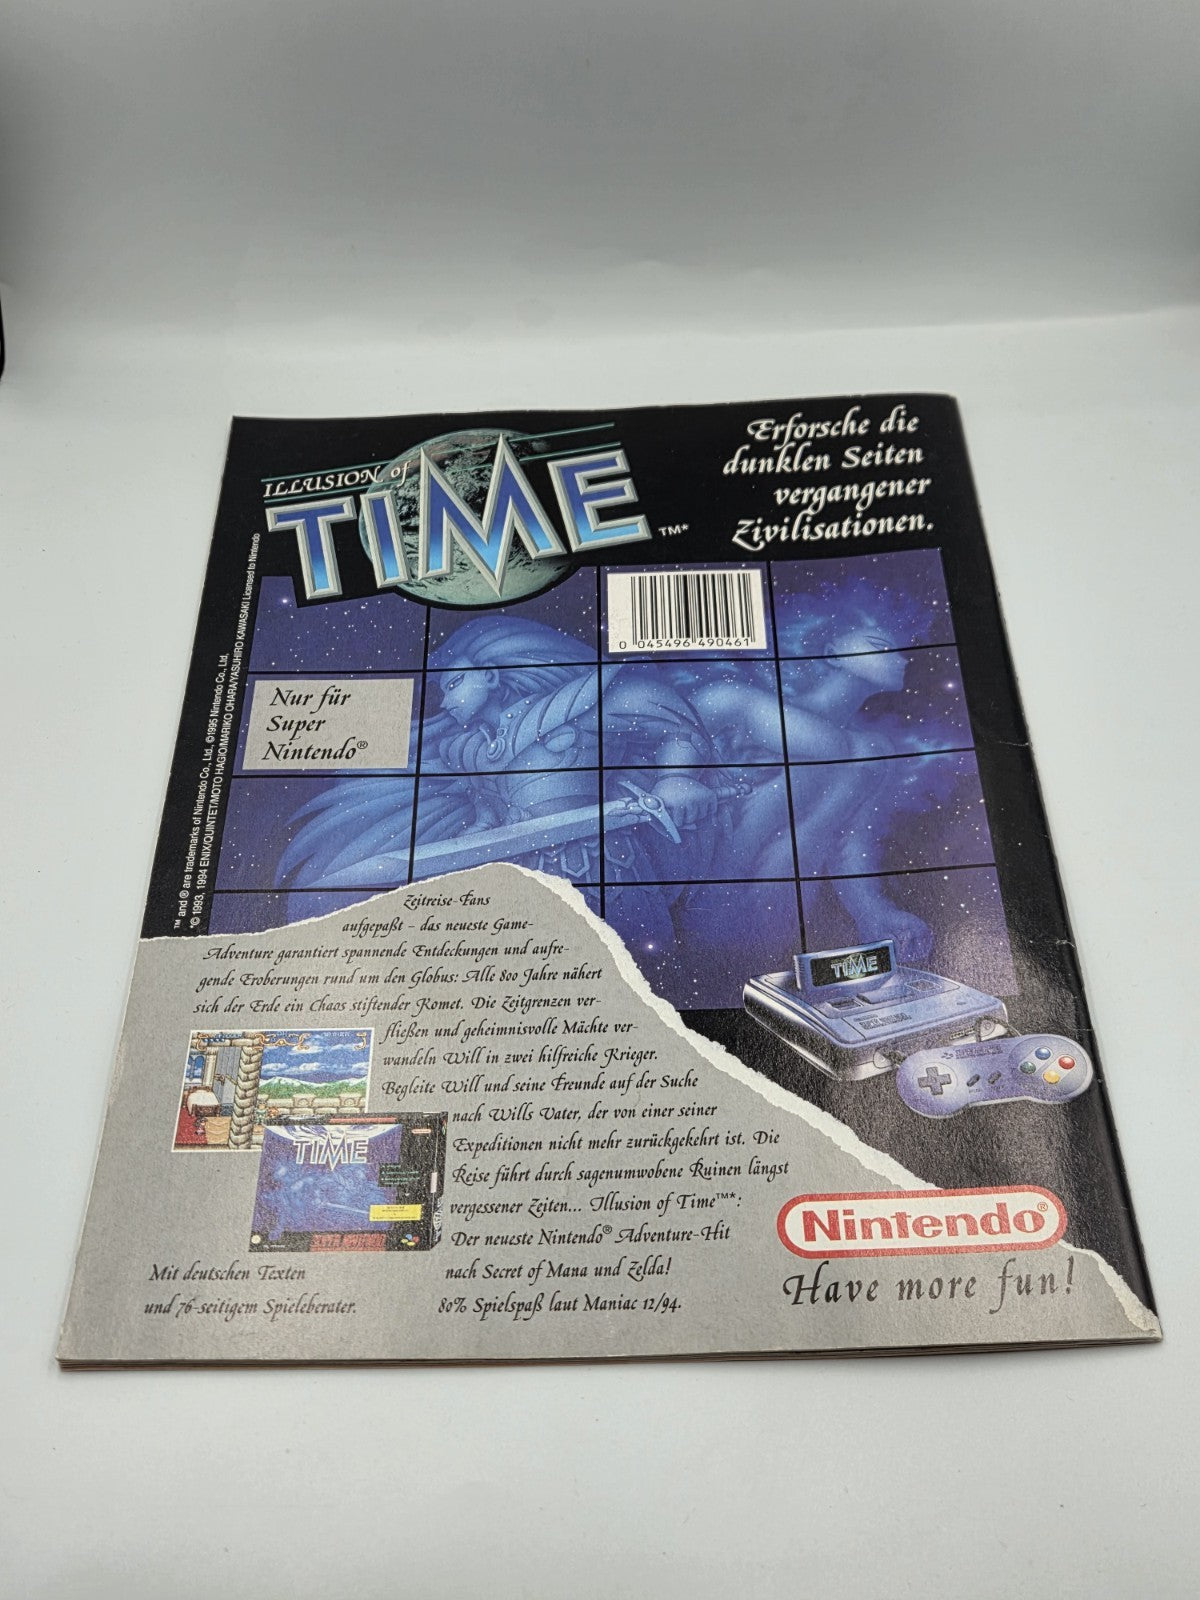 ILLUSION of
TIME ™*
Erforsche die
dunklen Seiten
vergangener
Zivilisationen.
0 045496 490461
Nur für
Super
Nintendo®
™ and ® are trademarks of Nintendo Co., Ltd., ©1995 Nintendo Co., Ltd.
*© 1993, 1994 ENIX/QUINTET/MOTO HAGIO/MARIKO OHARA/YASUHIRO KAWASAKI Licensed to Nintendo
Zeitreise-Fans
aufgepaßt – das neueste Game-
Adventure garantiert spannende Entdeckungen und aufre-
gende Eroberungen rund um den Globus: Alle 800 Jahre nähert
sich der Erde ein Chaos stiftender Komet. Die Zeitgrenzen ver-
fließen und geheimnisvolle Mächte ver-
wandeln Will in zwei hilfreiche Krieger.
Begleite Will und seine Freunde auf der Suche
nach Wills Vater, der von einer seiner
Expeditionen nicht mehr zurückgekehrt ist. Die
Reise führt durch sagenumwobene Ruinen längst
vergessener Zeiten... Illusion of Time™*:
Der neueste Nintendo® Adventure-Hit
nach Secret of Mana und Zelda!
80% Spielspaß laut Maniac 12/94.
TIME
TIME
SUPER NINTENDO
Mit deutschen Texten
und 76-seitigem Spieleberater.
Nintendo®
Have more fun!